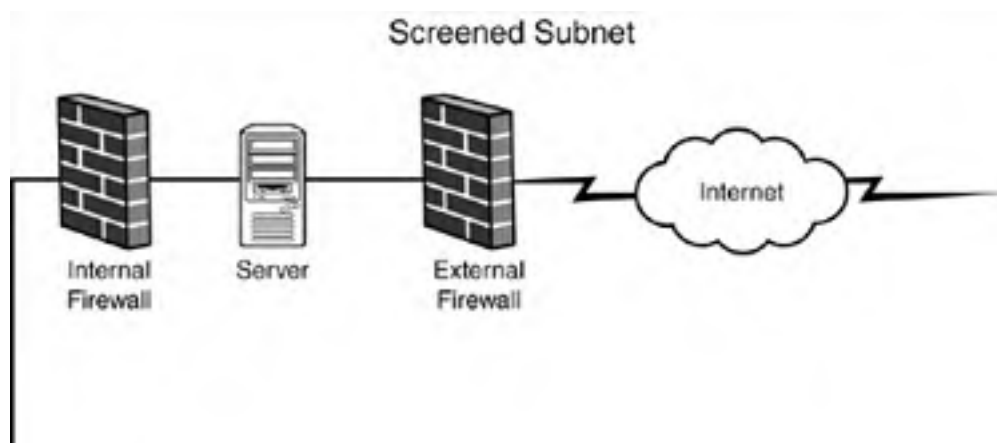 Screened Subnet
Internet
Internal
Firewall
Server
External
Firewall